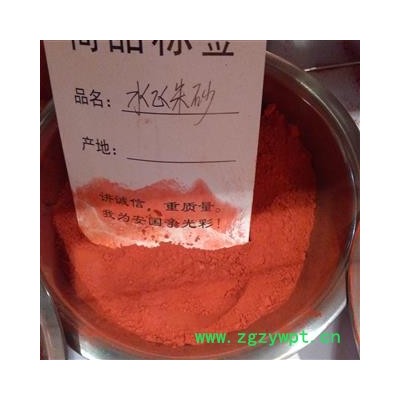 商品标签
品名：水飞朱砂
产地：
讲诚信，重质量。
我为安国争光彩！
www.zgzywpt.cn